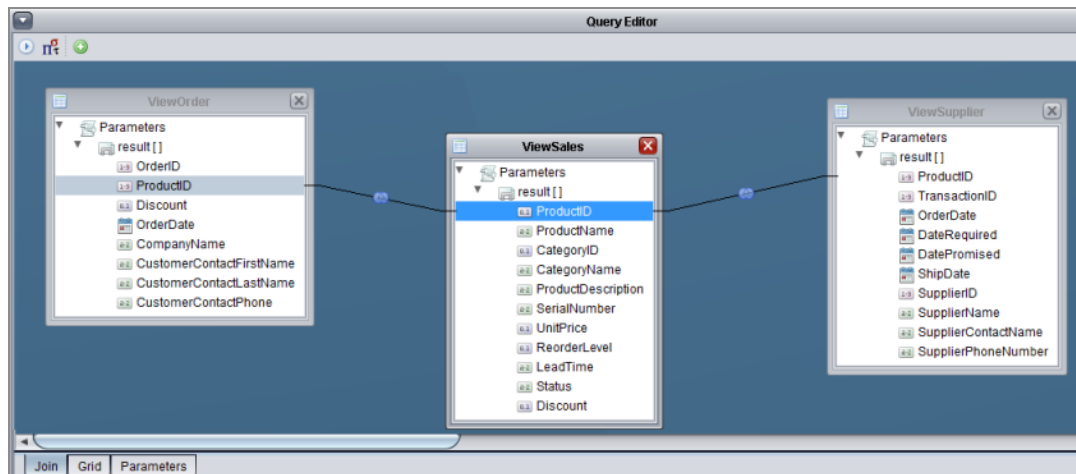 Query Editor
ViewOrder
Parameters
result [ ]
OrderID
ProductID
Discount
OrderDate
CompanyName
CustomerContactFirstName
CustomerContactLastName
CustomerContactPhone
ViewSales
Parameters
result [ ]
ProductID
ProductName
CategoryID
CategoryName
ProductDescription
SerialNumber
UnitPrice
ReorderLevel
LeadTime
Status
Discount
ViewSupplier
Parameters
result [ ]
ProductID
TransactionID
OrderDate
DateRequired
DatePromised
ShipDate
SupplierID
SupplierName
SupplierContactName
SupplierPhoneNumber
Join Grid Parameters